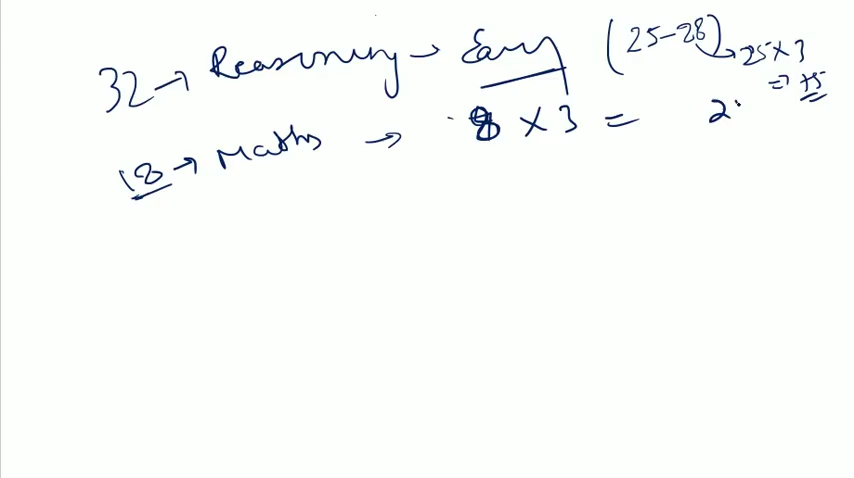 32 → Reasoning → Easy (25-28) → 25 × 3
⇒ 75
18 → Maths → 8 × 3 = 2